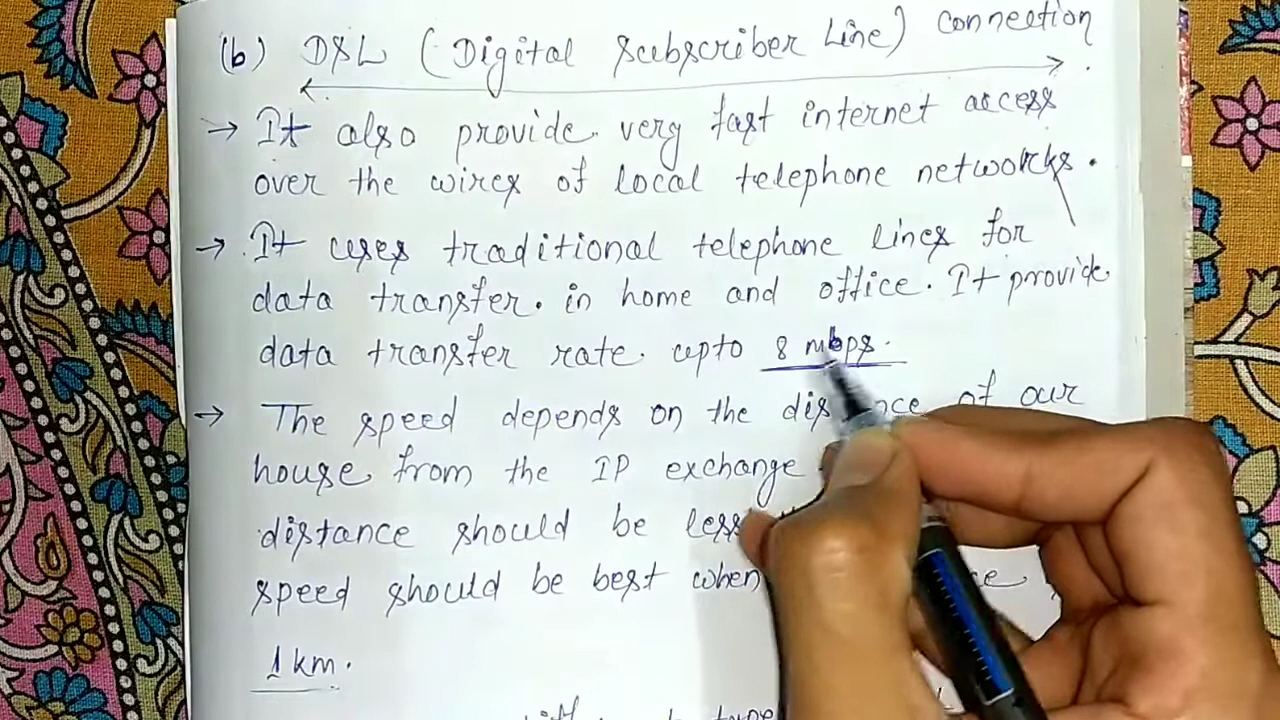 (b) DSL (Digital Subscriber Line) connection
→ It also provide very fast internet access
over the wires of local telephone networks.
→ It uses traditional telephone lines for
data transfer. in home and office. It provide
data transfer rate upto 8 mbps.
→ The speed depends on the of our
house from the IP exchange
distance should be less
speed should be best when
1 km.